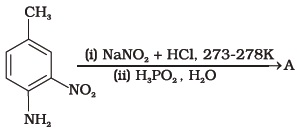 CH₃
(i) NaNO₂ + HCl, 273-278K
(ii) H₃PO₂, H₂O
A
NO₂
NH₂